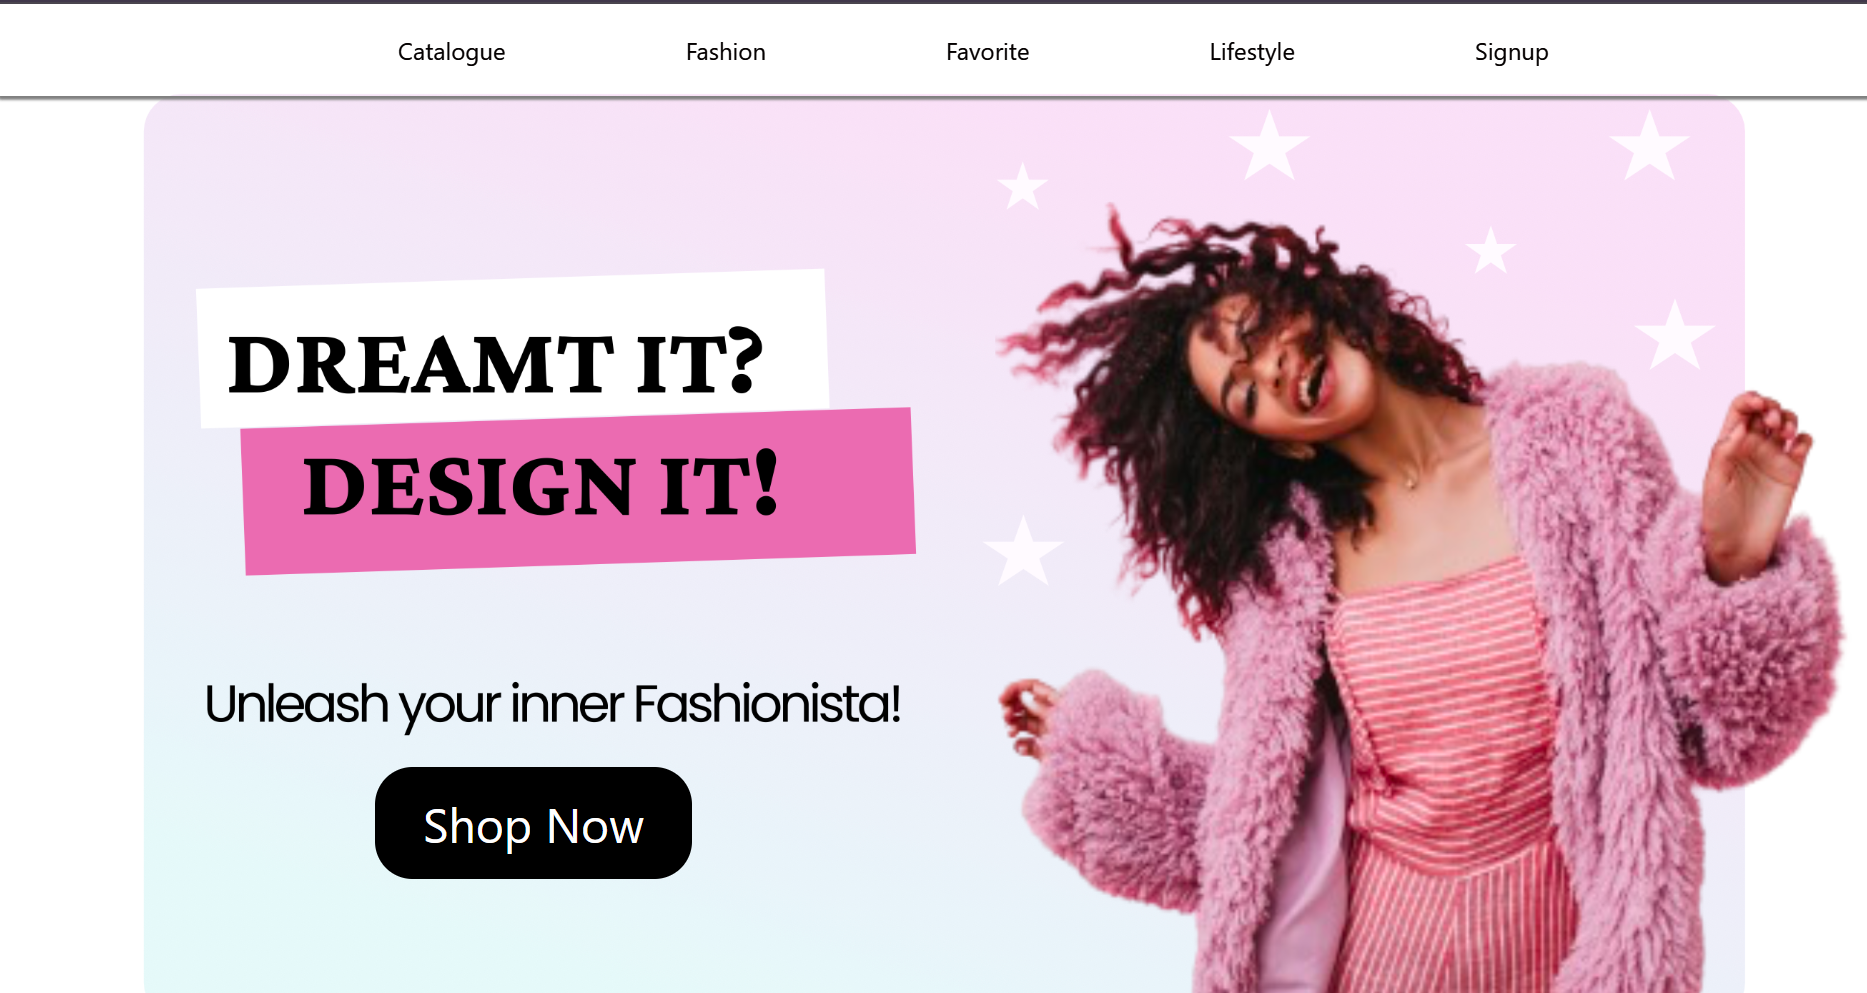 Catalogue Fashion Favorite Lifestyle Signup
DREAMT IT?
DESIGN IT!
Unleash your inner Fashionista!
Shop Now